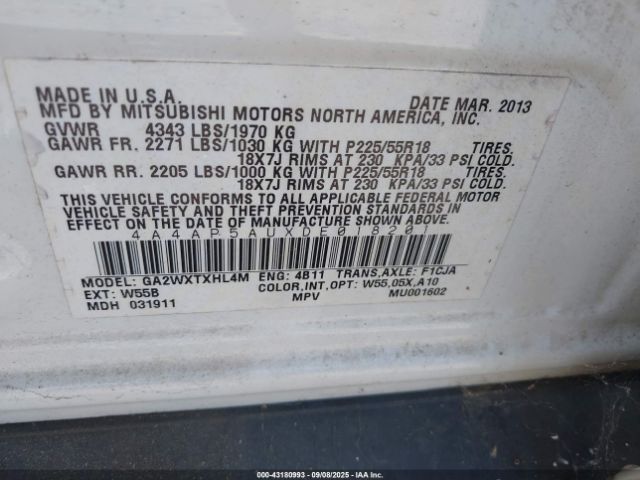 MADE IN U.S.A. DATE MAR. 2013
MFD BY MITSUBISHI MOTORS NORTH AMERICA, INC.
GVWR 4343 LBS/1970 KG
GAWR FR. 2271 LBS/1030 KG WITH P225/55R18 TIRES.
18X7J RIMS AT 230 KPA/33 PSI COLD.
GAWR RR. 2205 LBS/1000 KG WITH P225/55R18 TIRES.
18X7J RIMS AT 230 KPA/33 PSI COLD.
THIS VEHICLE CONFORMS TO ALL APPLICABLE FEDERAL MOTOR
VEHICLE SAFETY AND THEFT PREVENTION STANDARDS IN
EFFECT ON THE DATE OF MANUFACTURE SHOWN ABOVE.
4A4AP5AUXDE018201
MODEL: GA2WXTXHL4M ENG: 4B11 TRANS,AXLE: F1CJA
EXT: W55B COLOR,INT,OPT: W55,05X,A10
MDH 031911 MPV MU001602
000-43180993 - 09/08/2025 - IAA Inc.